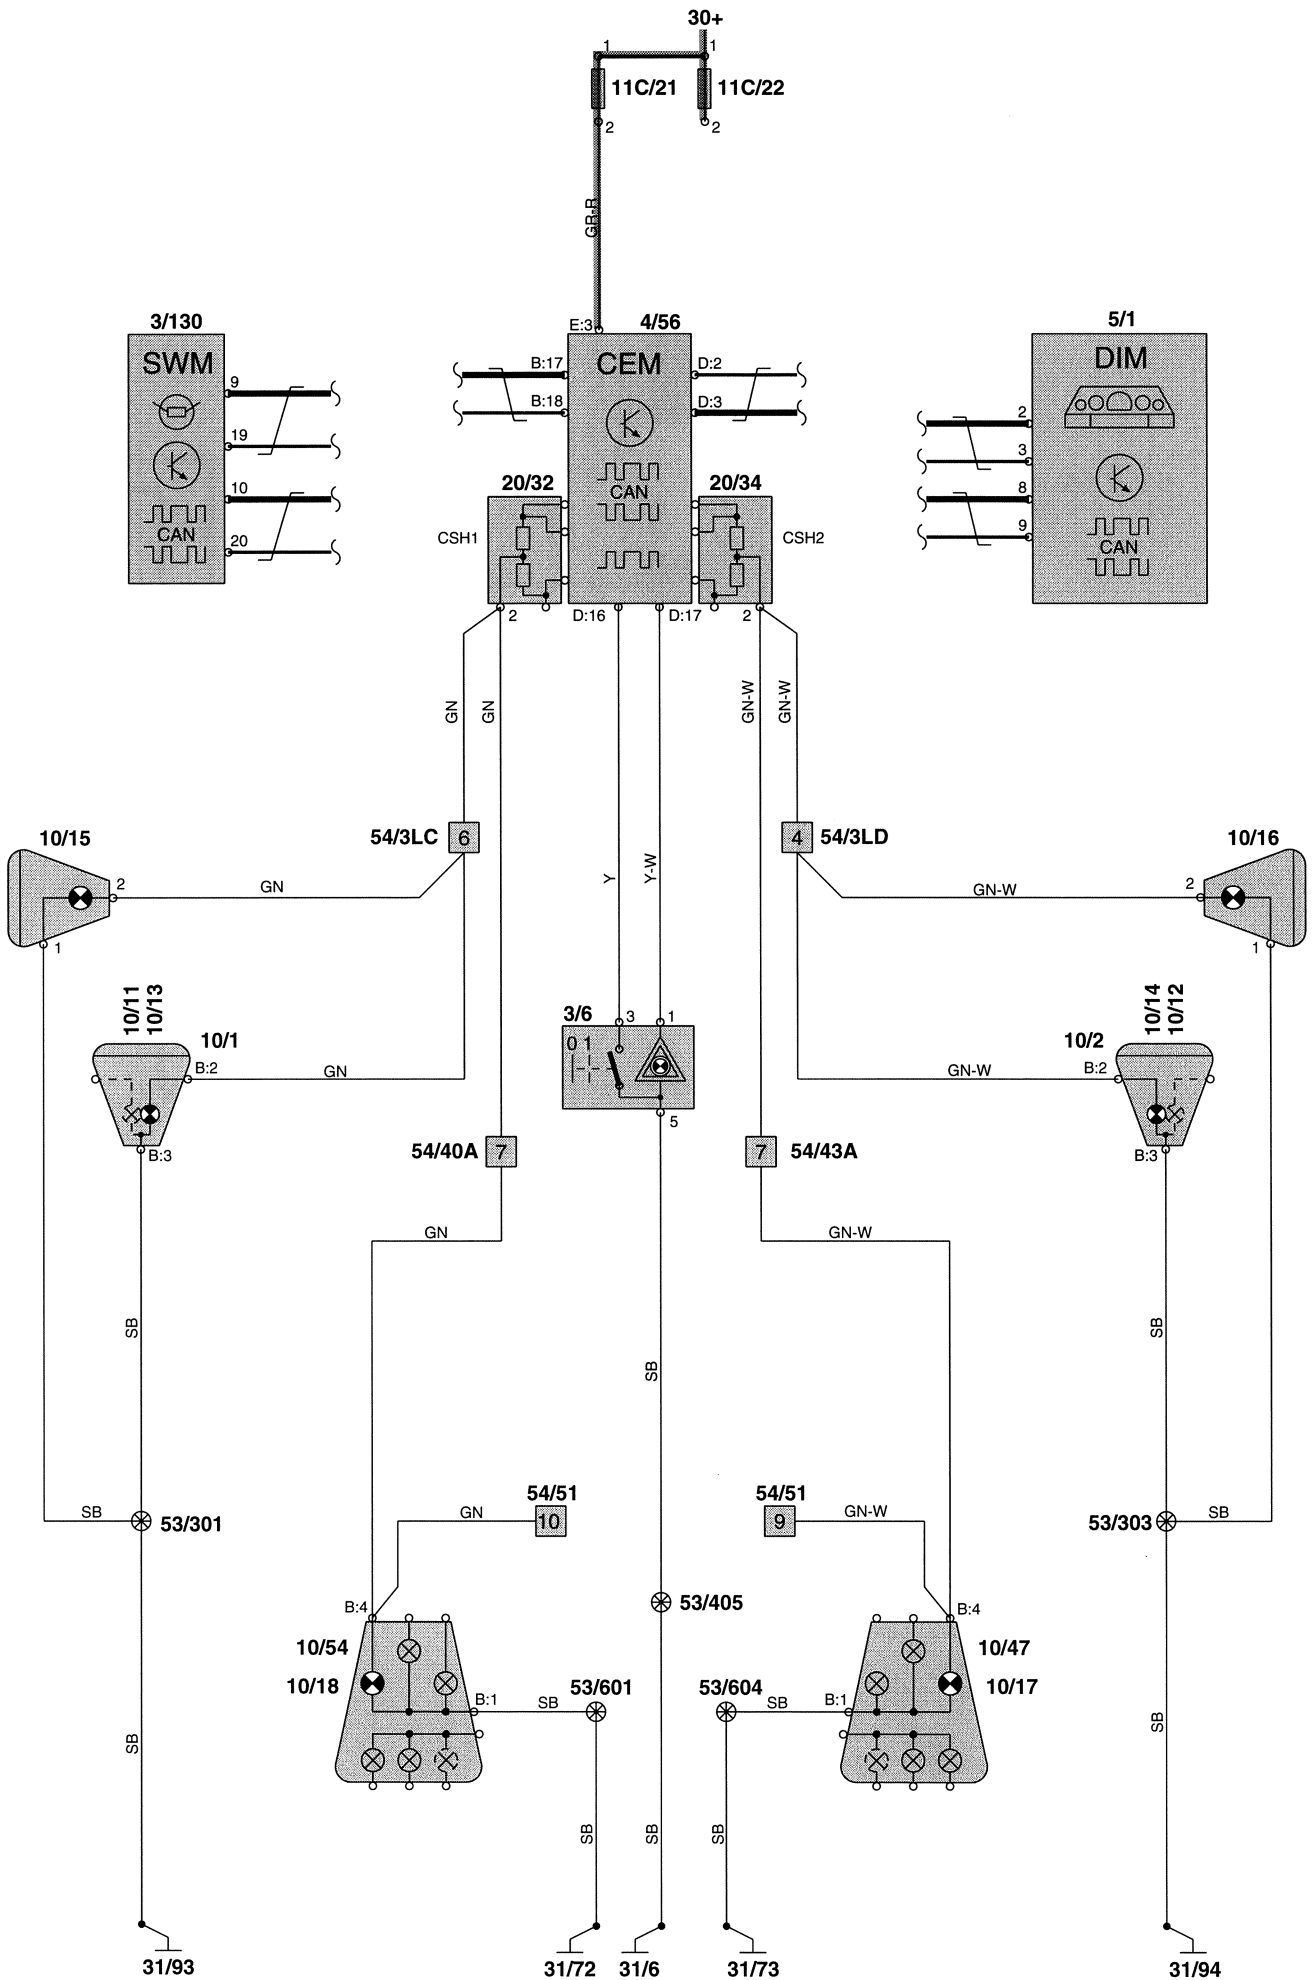 30+
1 1
11C/21 11C/22
2 2
GR-R
3/130 E:3 4/56 5/1
SWM B:17 CEM D:2 DIM
9 B:18 D:3 2
19 3
10 20/32 CAN 20/34 8
CAN CSH1 CSH2 9
20 CAN
2 D:16 D:17 2
GN GN GN-W GN-W
10/15 54/3LC 6 4 54/3LD 10/16
2 GN Y Y-W GN-W 2
1 1
10/11 10/13 3/6 3 1 10/14 10/12
10/1 0 1 10/2
B:2 GN GN-W B:2
5
B:3 54/40A 7 7 54/43A B:3
GN GN-W
SB SB SB
54/51 54/51
SB 53/301 GN 10 9 GN-W 53/303 SB
B:4 53/405 B:4
10/54 10/47
10/18 B:1 SB 53/601 53/604 SB B:1 10/17
SB SB
SB SB SB
31/93 31/72 31/6 31/73 31/94